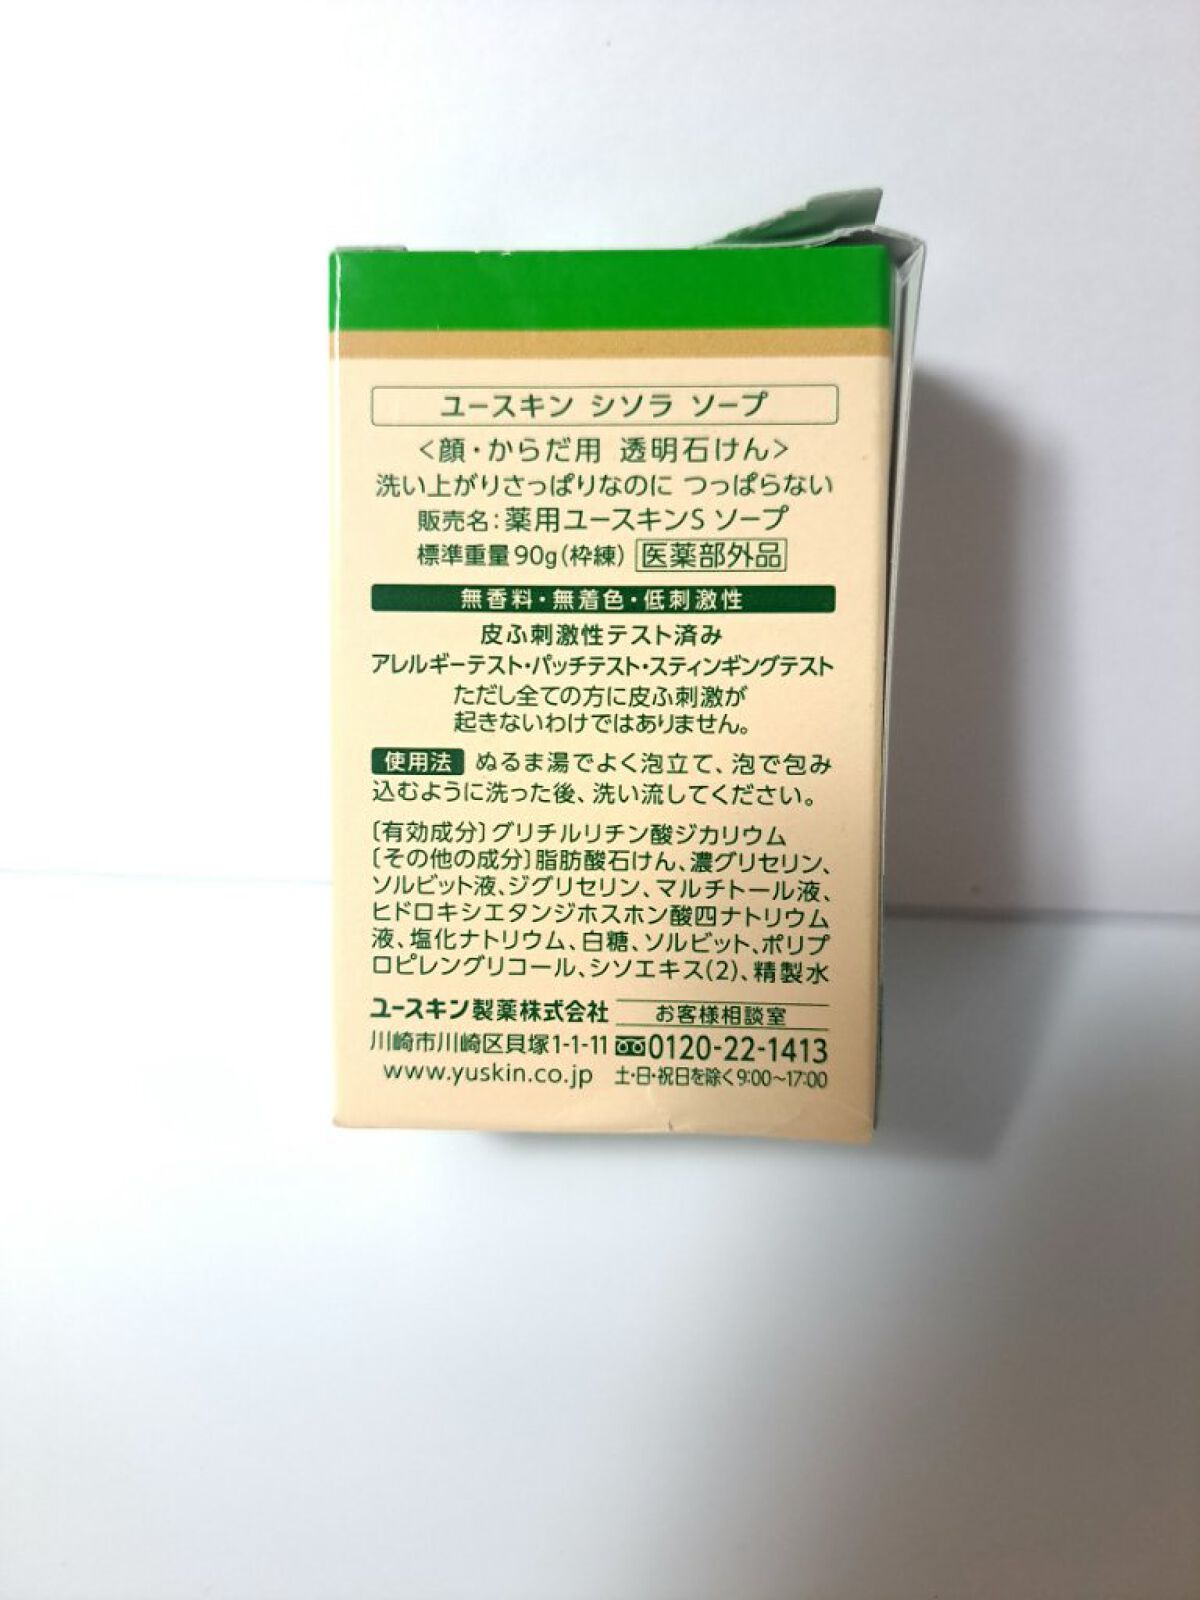 ユースキン シソラ ソープ
<顔・からだ用 透明石けん>
洗い上がりさっぱりなのに つっぱらない
販売名:薬用ユースキンS ソープ
標準重量90g(枠練) 医薬部外品
無香料・無着色・低刺激性
皮ふ刺激性テスト済み
アレルギーテスト・パッチテスト・スティンギングテスト
ただし全ての方に皮ふ刺激が
起きないわけではありません。
使用法 ぬるま湯でよく泡立て、泡で包み
込むように洗った後、洗い流してください。
〔有効成分〕グリチルリチン酸ジカリウム
〔その他の成分〕脂肪酸石けん、濃グリセリン、
ソルビット液、ジグリセリン、マルチトール液、
ヒドロキシエタンジホスホン酸四ナトリウム
液、塩化ナトリウム、白糖、ソルビット、ポリプ
ロピレングリコール、シソエキス(2)、精製水
ユースキン製薬株式会社 お客様相談室
川崎市川崎区貝塚1-1-11 0120-22-1413
www.yuskin.co.jp 土・日・祝日を除く9:00〜17:00